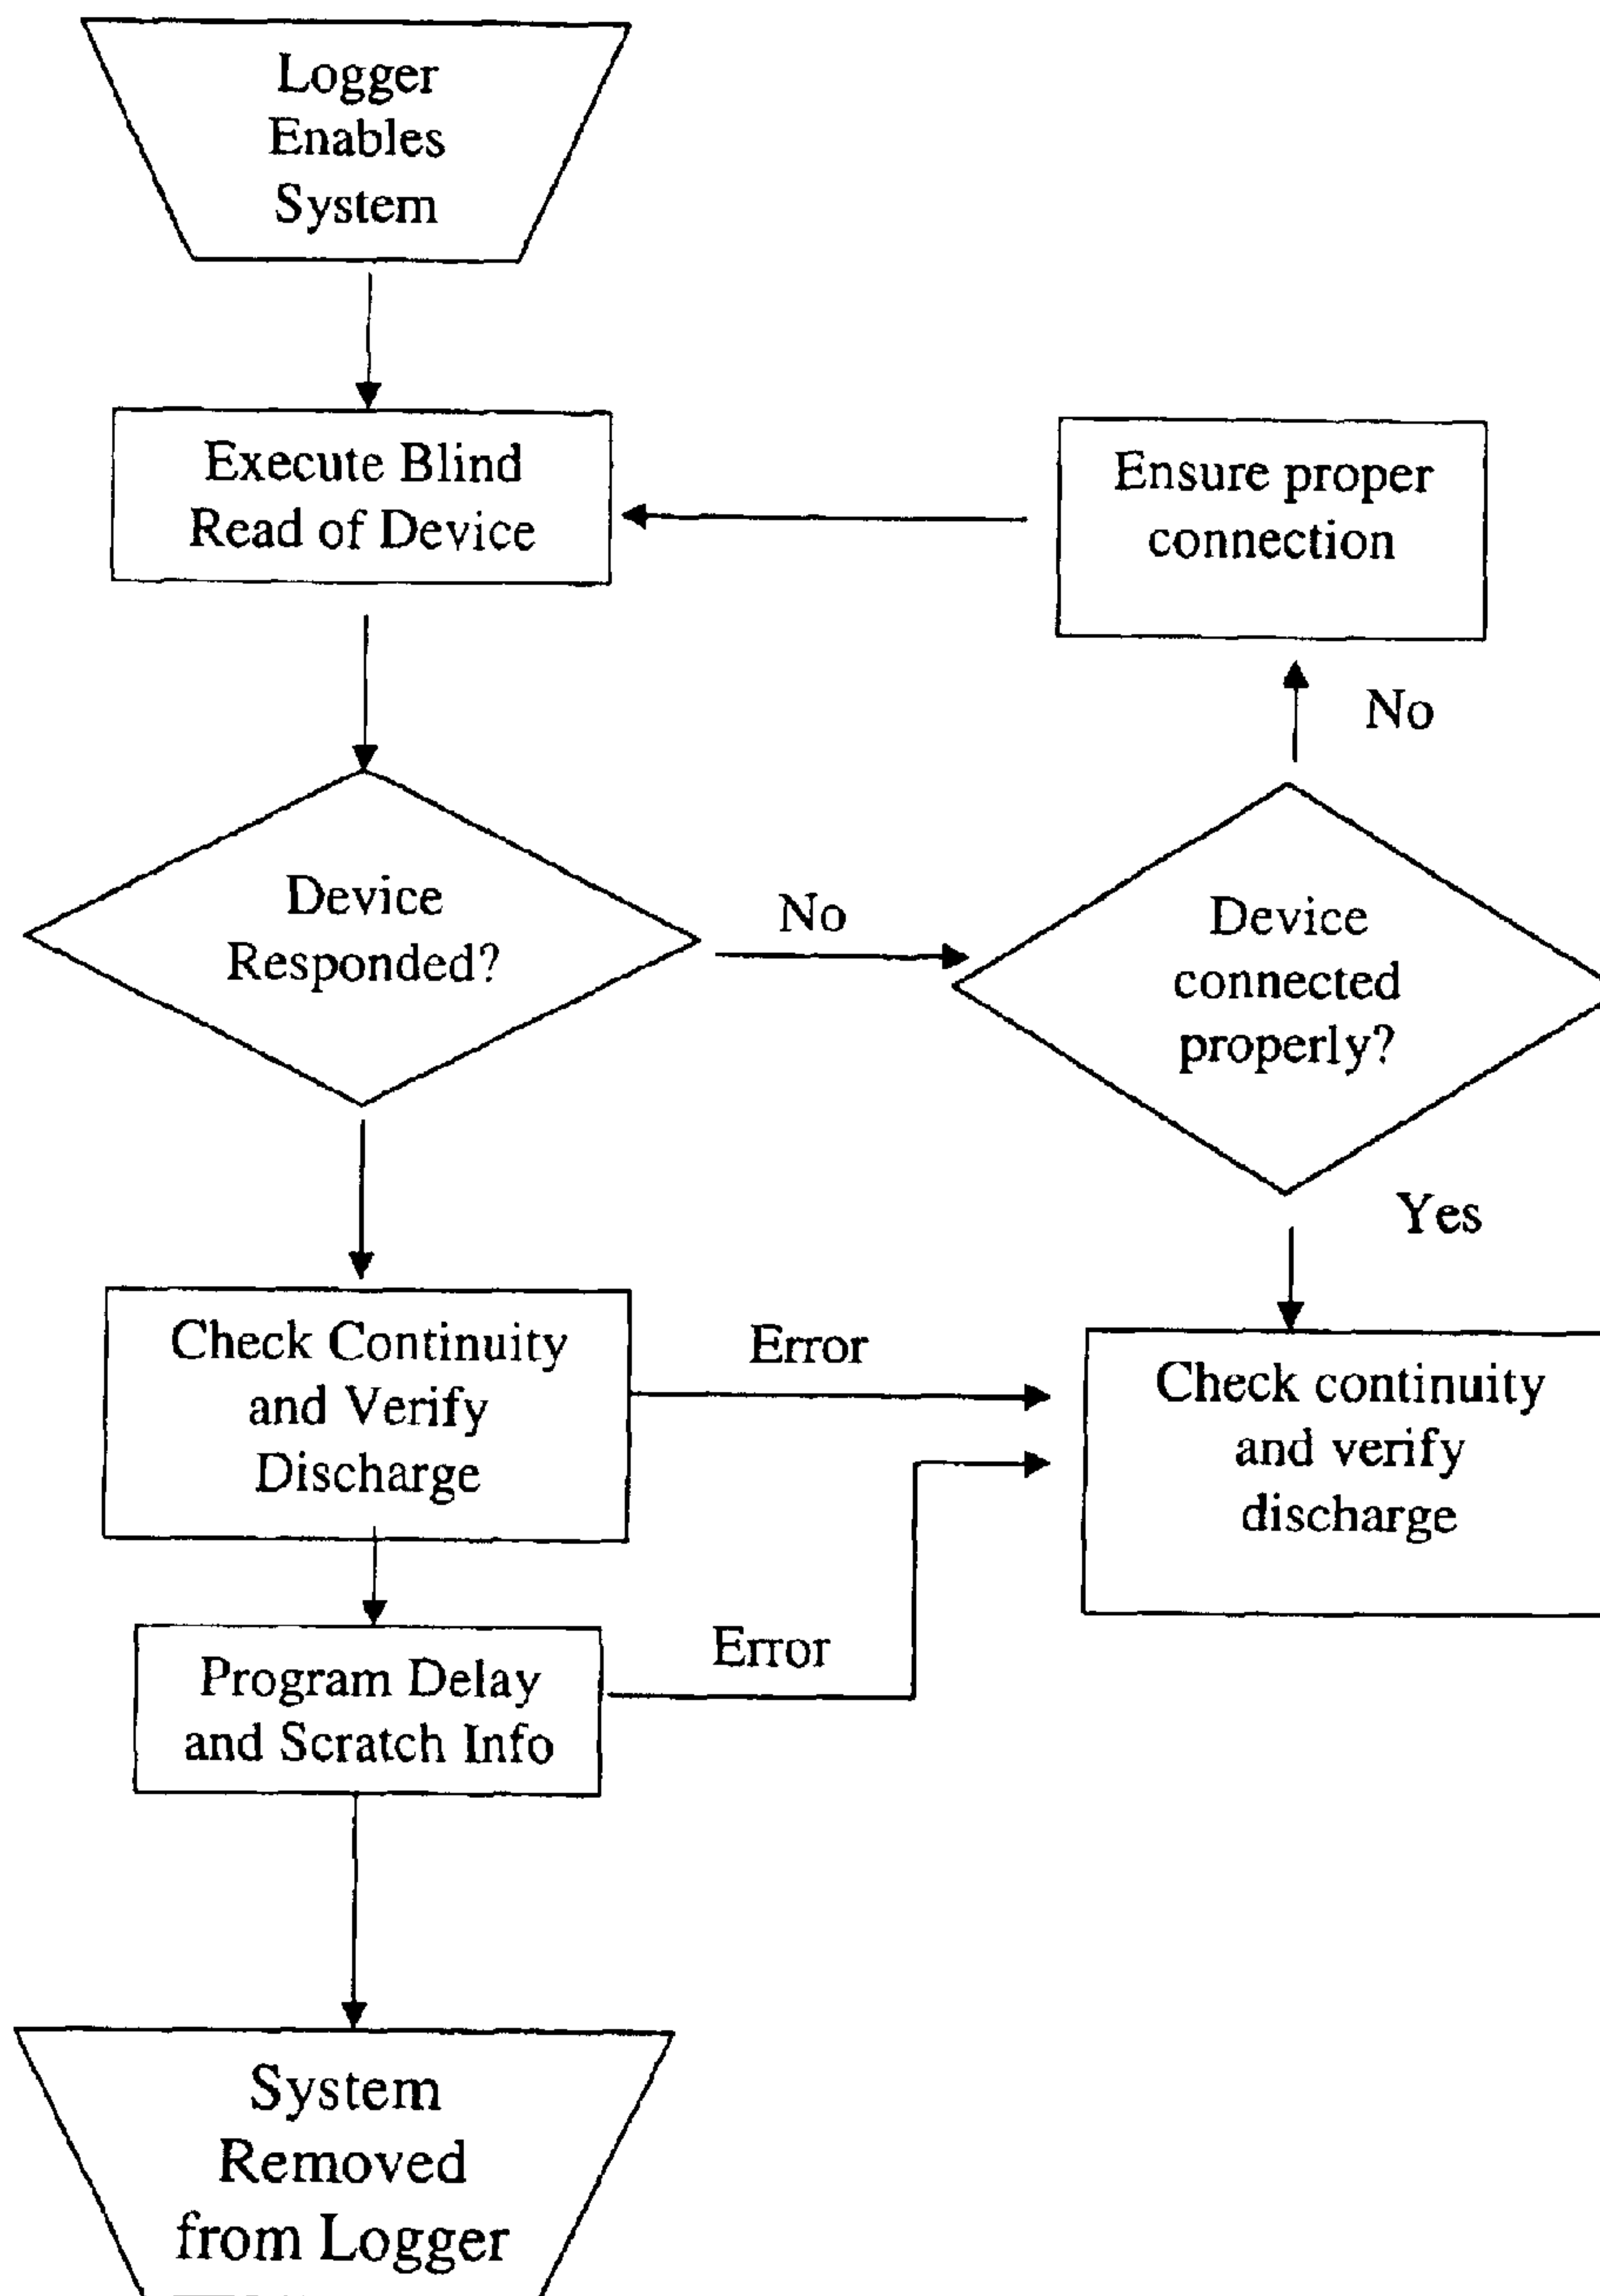 Logger
Enables
System
Execute Blind
Read of Device
Ensure proper
connection
No
Device
Responded?
No
Device
connected
properly?
Yes
Check Continuity
and Verify
Discharge
Error
Check continuity
and verify
discharge
Program Delay
and Scratch Info
Error
System
Removed
from Logger